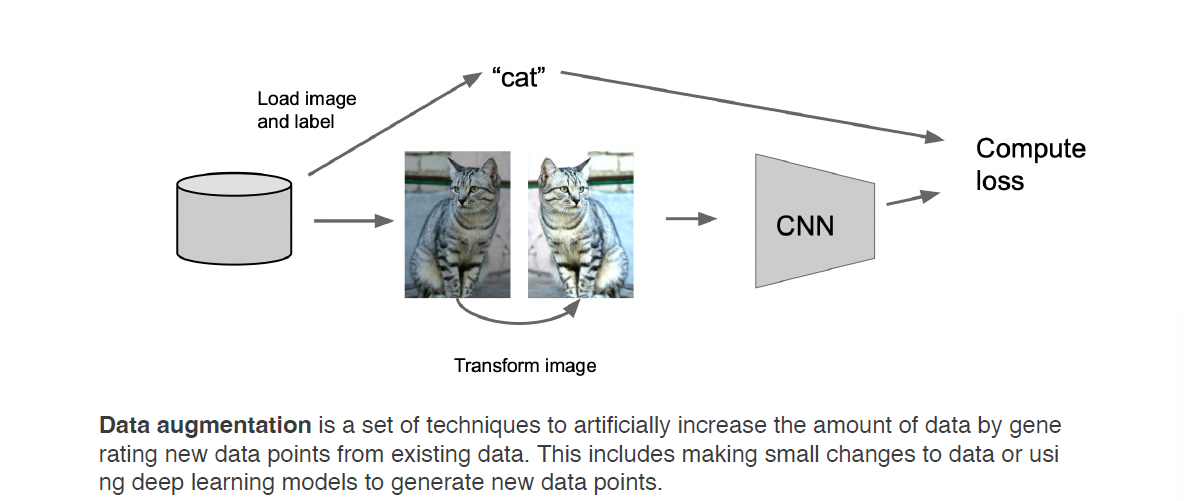 “cat”
Load image
and label
Compute
loss
CNN
Transform image
Data augmentation is a set of techniques to artificially increase the amount of data by gene
rating new data points from existing data. This includes making small changes to data or usi
ng deep learning models to generate new data points.